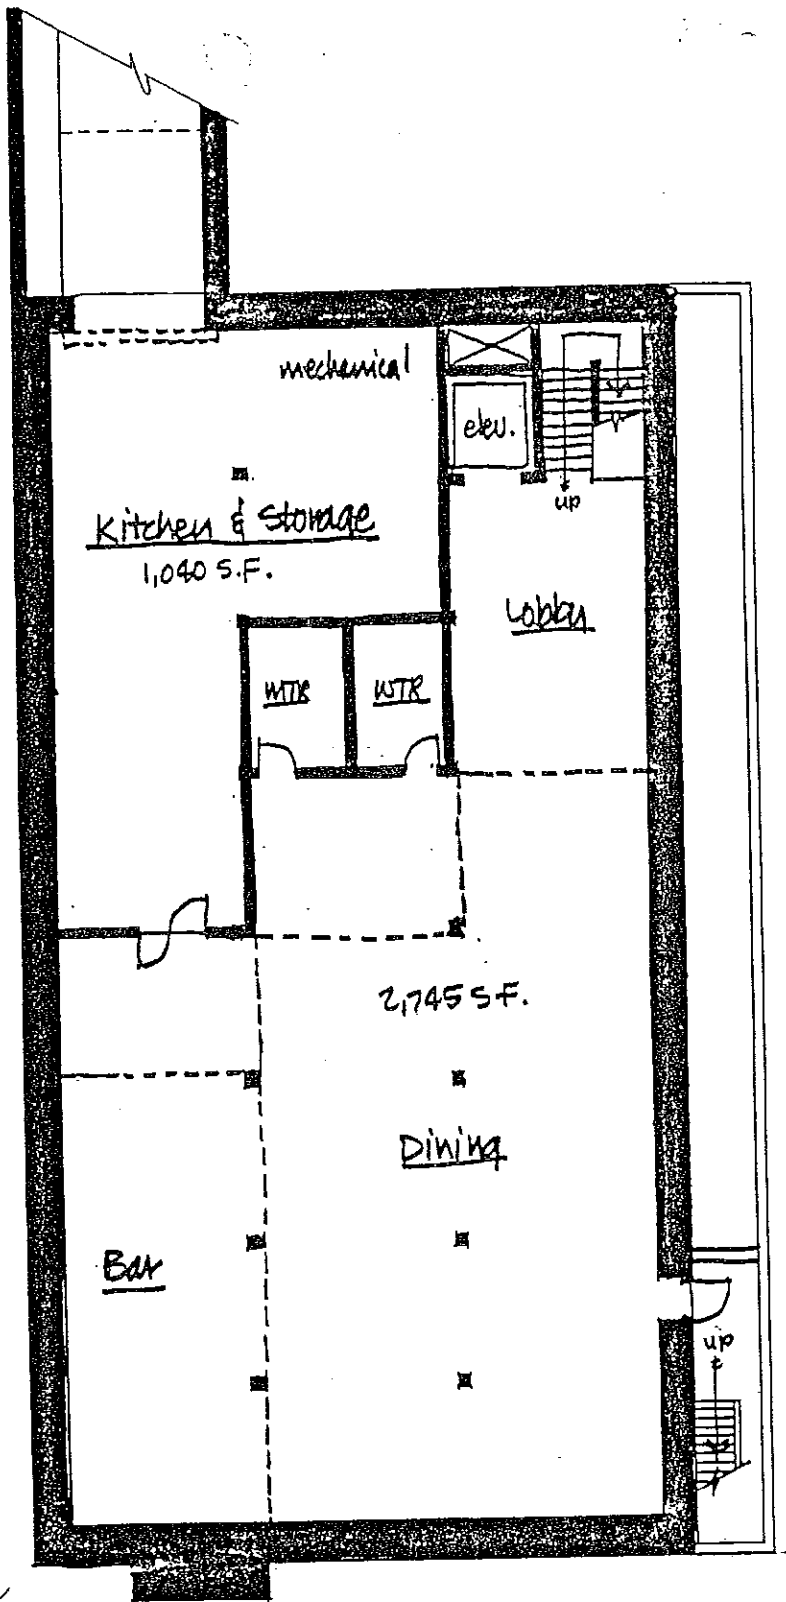 mechanical
elev.
up
Kitchen & Storage
1,040 S.F.
Lobby
WTR
WTR
2,745 S.F.
Dining
Bar
up